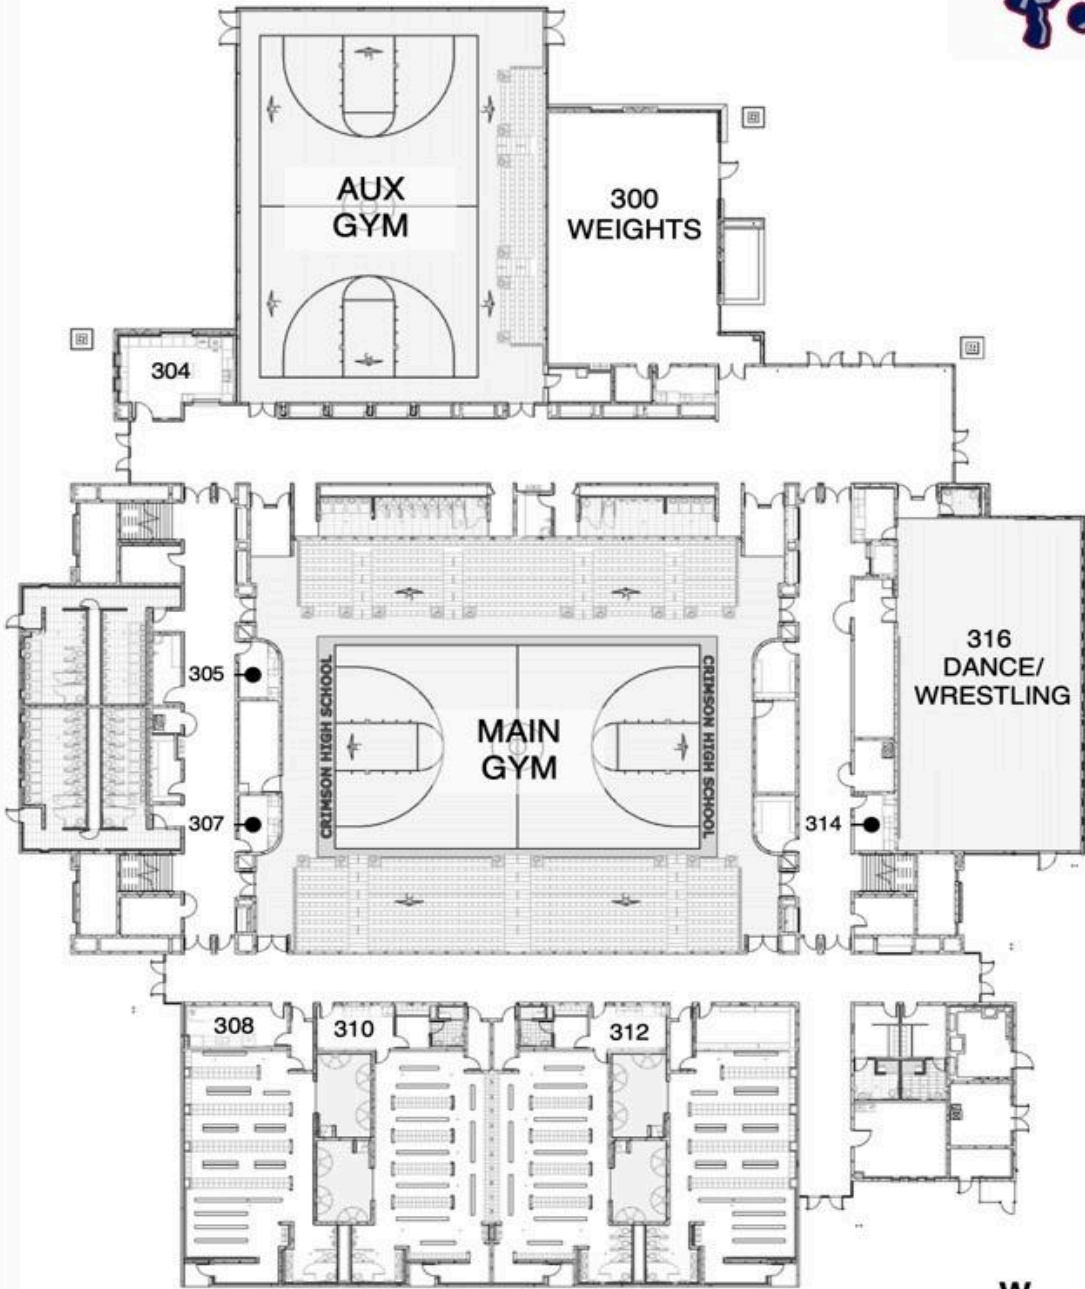 AUX
GYM
300
WEIGHTS
304
305
CRIMSON HIGH SCHOOL
MAIN
GYM
CRIMSON HIGH SCHOOL
316
DANCE/
WRESTLING
307
314
308
310
312